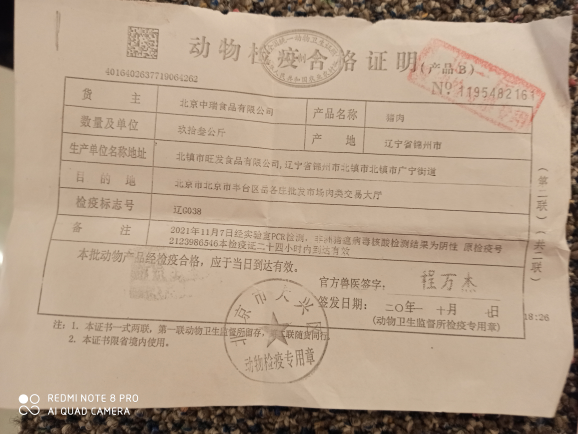 动物检疫合格证明(产品B)
4016402637719064262
№ 1195482161
货主 北京中瑞食品有限公司 产品名称 猪肉
数量及单位 玖拾叁公斤 产地 辽宁省锦州市
生产单位名称地址 北镇市旺发食品有限公司,辽宁省锦州市北镇市北镇市广宁街道
目的地 北京市北京市丰台区品各庄批发市场肉类交易大厅
检疫标志号 辽G038
备注 2021年11月7日经实验室PCR检测,非洲猪瘟病毒核酸检测结果为阴性 原检疫号
2123986546本检疫证二十四小时内到达有效
本批动物产品经检疫合格,应于当日到达有效。
官方兽医签字: 程万杰
签发日期: 二〇年 十月 日
18:26
(动物卫生监督所检疫专用章)
注:1. 本证书一式两联,第一联动物卫生监督所留存,第二联随货同行。
2. 本证书限省境内使用。
北京市大兴区
动物检疫专用章
(第二联)(共二联)
REDMI NOTE 8 PRO
AI QUAD CAMERA